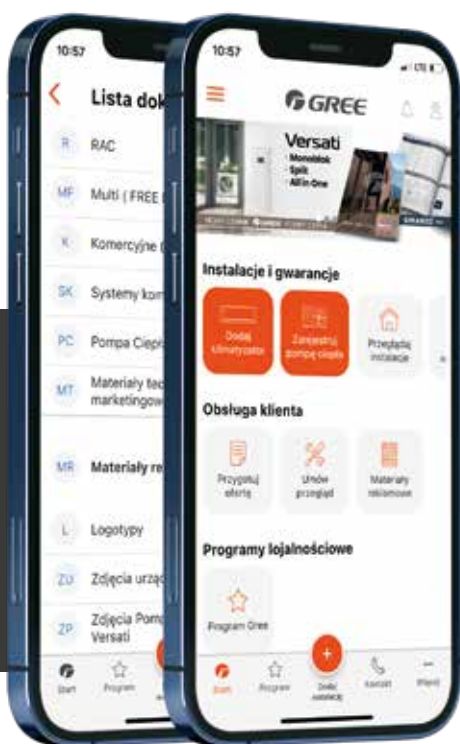 10:57
Lista dok
R RAC
MF Multi ( FREE
K Komercyjne
SK Systemy kom
PC Pompa Ciepł
MT Materiały tec
marketingow
MR Materiały re
L Logotypy
ZU Zdjęcia urząd
ZP Zdjęcia Pomp
Versati
Start Program
10:57
LTE
GREE
Versati
- Monoblok
- Split
- All in One
Instalacje i gwarancje
Dodaj
klimatyzator
Zarejestruj
pompę ciepła
Przeglądaj
instalacje
Obsługa klienta
Przygotuj
ofertę
Umów
przegląd
Materiały
reklamowe
Programy lojalnościowe
Program Gree
Start Program Dodaj
instalację Kontakt Więcej